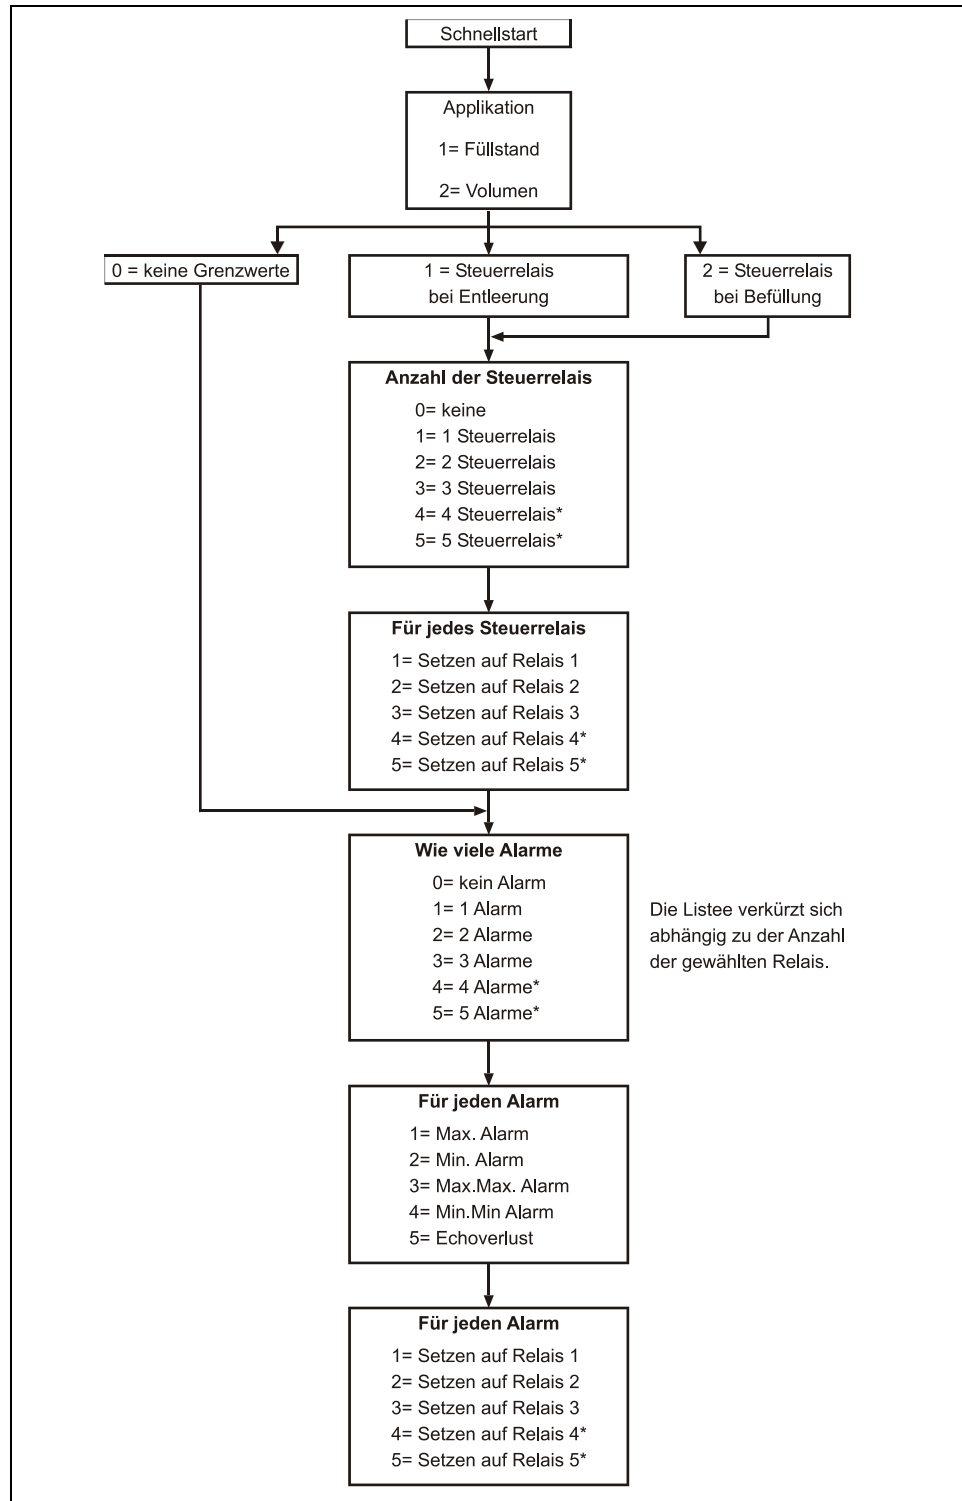 Schnellstart
Applikation
1= Füllstand
2= Volumen
0 = keine Grenzwerte
1 = Steuerrelais
bei Entleerung
2 = Steuerrelais
bei Befüllung
Anzahl der Steuerrelais
0= keine
1= 1 Steuerrelais
2= 2 Steuerrelais
3= 3 Steuerrelais
4= 4 Steuerrelais*
5= 5 Steuerrelais*
Für jedes Steuerrelais
1= Setzen auf Relais 1
2= Setzen auf Relais 2
3= Setzen auf Relais 3
4= Setzen auf Relais 4*
5= Setzen auf Relais 5*
Wie viele Alarme
0= kein Alarm
1= 1 Alarm
2= 2 Alarme
3= 3 Alarme
4= 4 Alarme*
5= 5 Alarme*
Die Listee verkürzt sich
abhängig zu der Anzahl
der gewählten Relais.
Für jeden Alarm
1= Max. Alarm
2= Min. Alarm
3= Max.Max. Alarm
4= Min.Min Alarm
5= Echoverlust
Für jeden Alarm
1= Setzen auf Relais 1
2= Setzen auf Relais 2
3= Setzen auf Relais 3
4= Setzen auf Relais 4*
5= Setzen auf Relais 5*